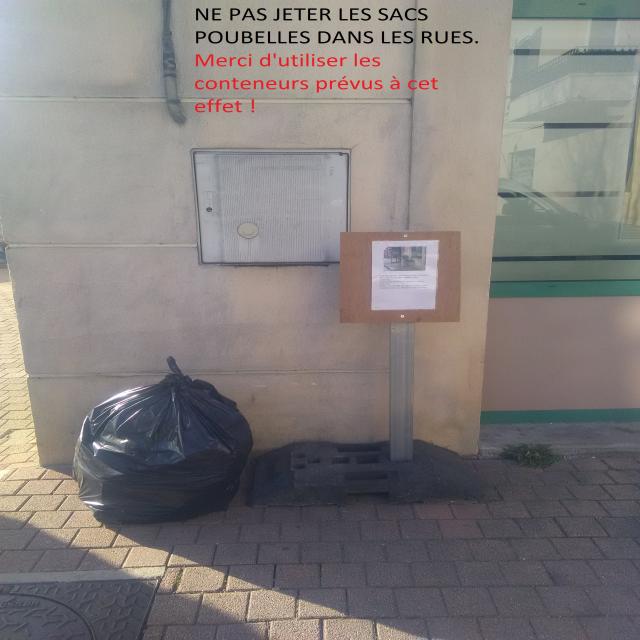 NE PAS JETER LES SACS
POUBELLES DANS LES RUES.
Merci d'utiliser les
conteneurs prévus à cet
effet !